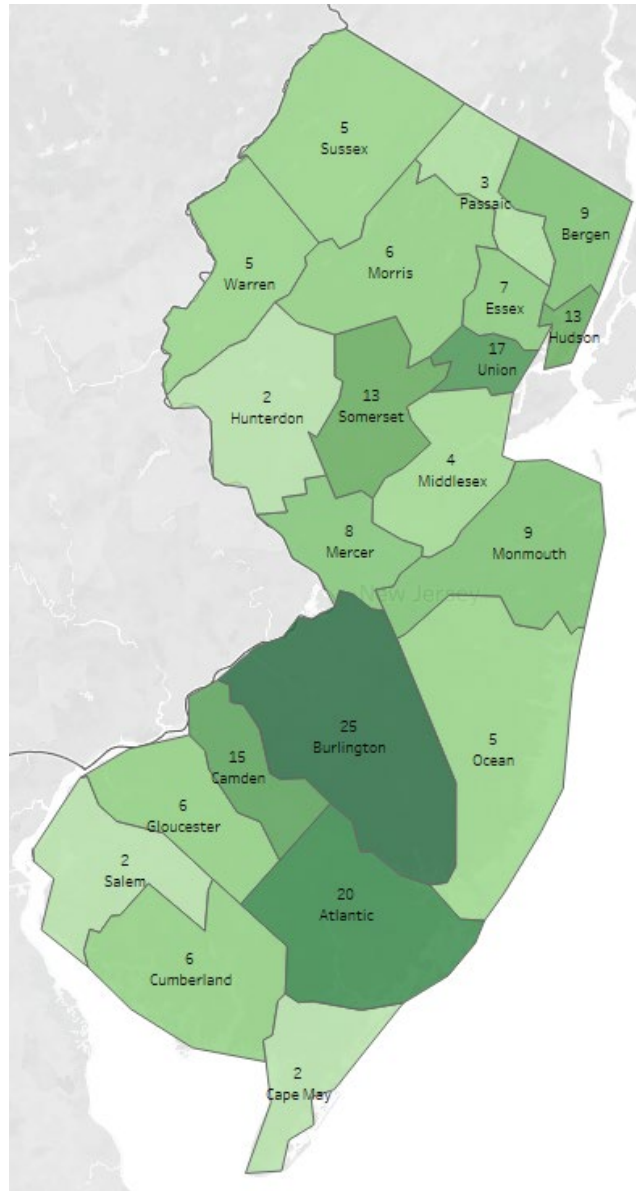 5
Sussex
3
Passaic
9
Bergen
5
Warren
6
Morris
7
Essex
13
Hudson
17
Union
2
Hunterdon
13
Somerset
4
Middlesex
8
Mercer
9
Monmouth
New Jersey
25
Burlington
5
Ocean
15
Camden
6
Gloucester
2
Salem
20
Atlantic
6
Cumberland
2
Cape May